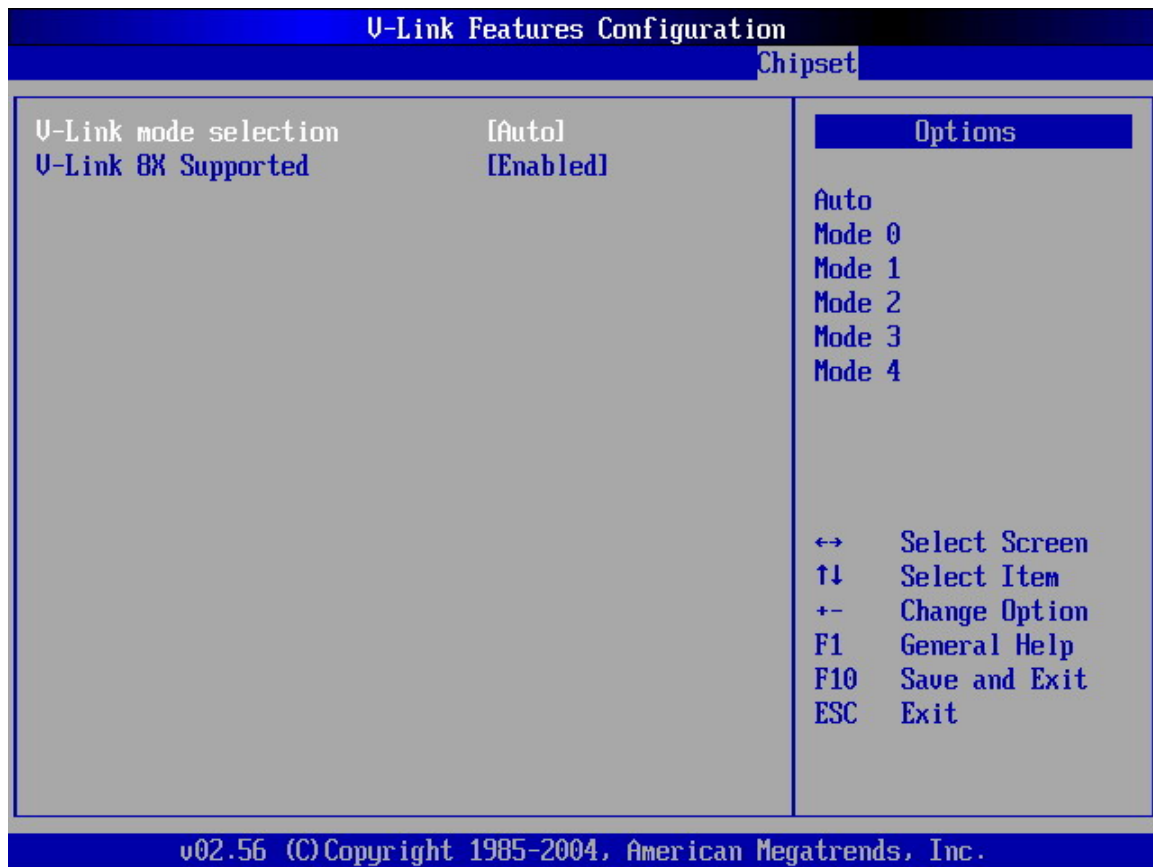 V-Link Features Configuration
Chipset
V-Link mode selection [Auto]
V-Link 8X Supported [Enabled]
Options
Auto
Mode 0
Mode 1
Mode 2
Mode 3
Mode 4
↔ Select Screen
↑↓ Select Item
+- Change Option
F1 General Help
F10 Save and Exit
ESC Exit
v02.56 (C)Copyright 1985-2004, American Megatrends, Inc.